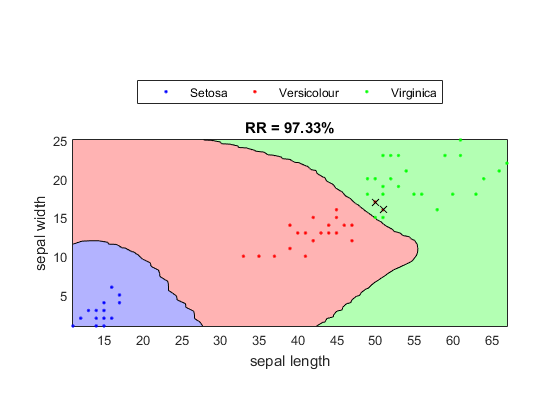 Setosa Versicolour Virginica
RR = 97.33%
25
20
15
10
5
sepal width
15 20 25 30 35 40 45 50 55 60 65
sepal length